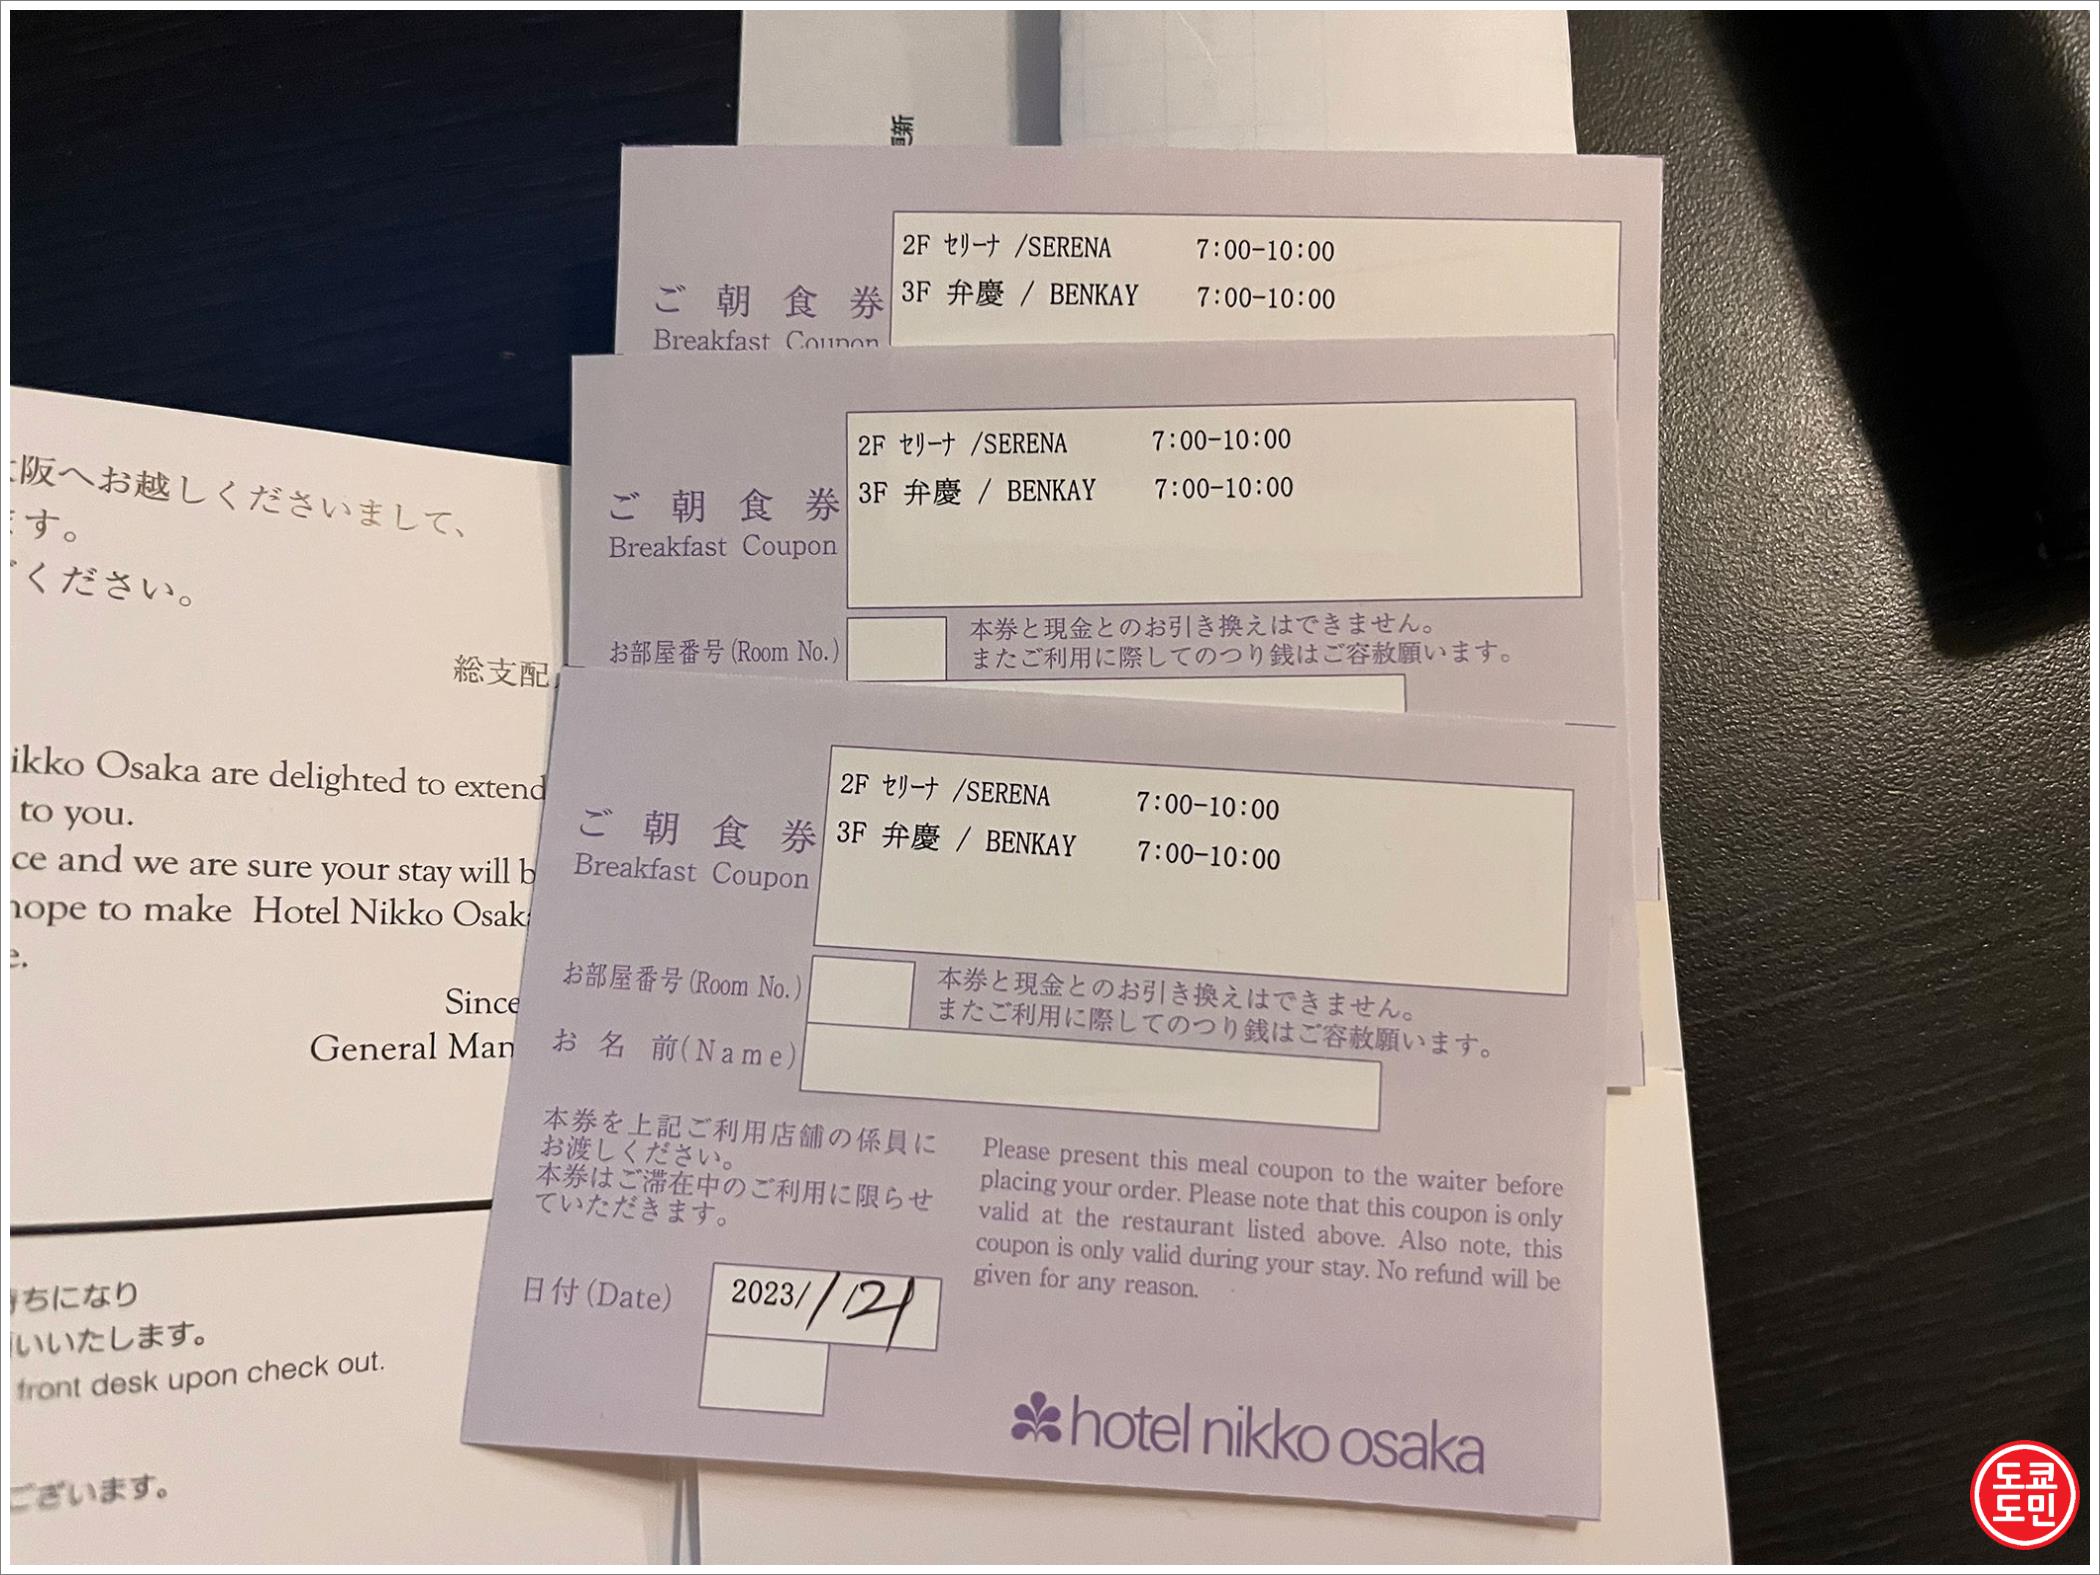 更新
2F セリーナ /SERENA 7:00-10:00
3F 弁慶 / BENKAY 7:00-10:00
ご朝食券
Breakfast Coupon
2F セリーナ /SERENA 7:00-10:00
3F 弁慶 / BENKAY 7:00-10:00
ご朝食券
Breakfast Coupon
お部屋番号(Room No.)
本券と現金とのお引き換えはできません。
またご利用に際してのつり銭はご容赦願います。
2F セリーナ /SERENA 7:00-10:00
3F 弁慶 / BENKAY 7:00-10:00
ご朝食券
Breakfast Coupon
お部屋番号(Room No.)
本券と現金とのお引き換えはできません。
またご利用に際してのつり銭はご容赦願います。
お名前(Name)
本券を上記ご利用店舗の係員に
お渡しください。
本券はご滞在中のご利用に限らせ
ていただきます。
Please present this meal coupon to the waiter before
placing your order. Please note that this coupon is only
valid at the restaurant listed above. Also note, this
coupon is only valid during your stay. No refund will be
given for any reason.
日付(Date)
2023/1/21
hotel nikko osaka
阪へお越しくださいまして、
す。
ください。
総支配
ikko Osaka are delighted to extend
to you.
ce and we are sure your stay will b
hope to make Hotel Nikko Osak
e.
Since
General Man
ちになり
いいたします。
front desk upon check out.
ございます。
도쿄
도민